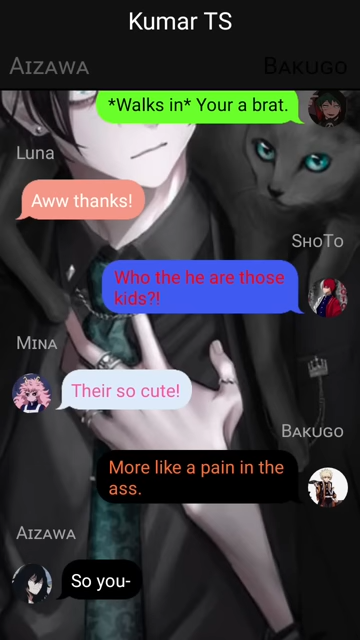 Kumar TS
Aizawa
Bakugo
*Walks in* Your a brat.
Luna
Aww thanks!
ShoTo
Who the he are those
kids?!
Mina
Their so cute!
Bakugo
More like a pain in the
ass.
Aizawa
So you-